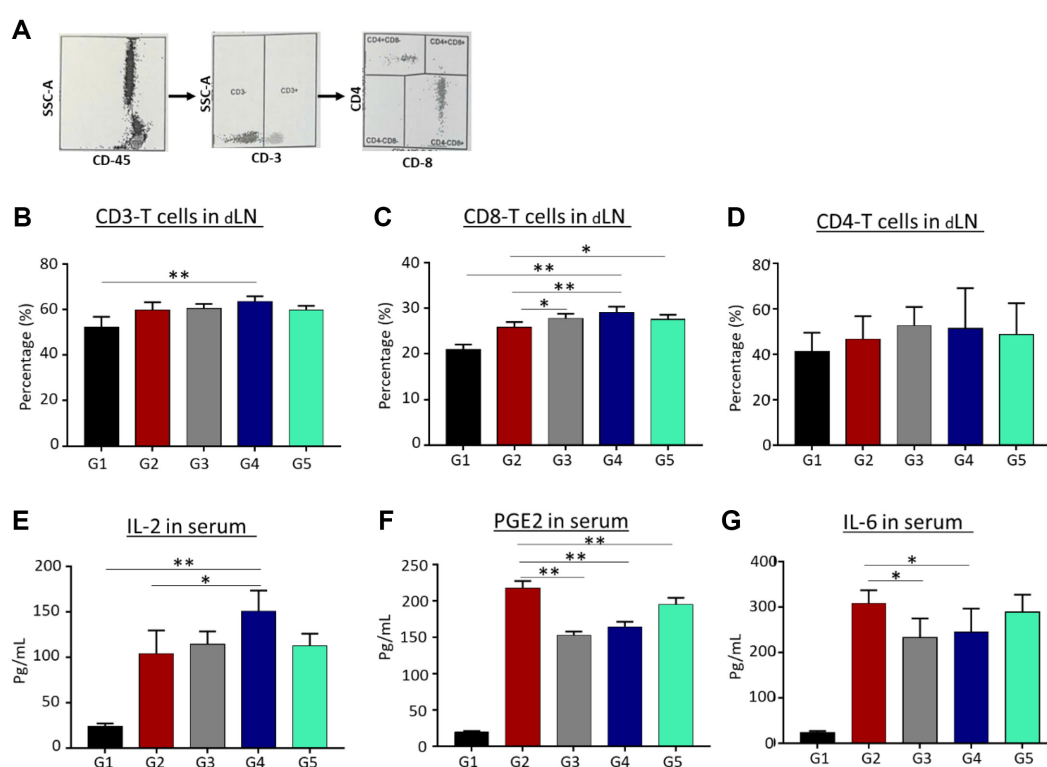 A
SSC-A
CD-45
SSC-A
CD3-
CD3+
CD-3
CD4
CD4+CD8-
CD4+CD8+
CD4-CD8-
CD4-CD8+
CD-8
B
CD3-T cells in dLN
Percentage (%)
80
60
40
20
0
**
G1 G2 G3 G4 G5
C
CD8-T cells in dLN
Percentage (%)
40
30
20
10
0
*
**
**
*
G1 G2 G3 G4 G5
D
CD4-T cells in dLN
Percentage (%)
80
60
40
20
0
G1 G2 G3 G4 G5
E
IL-2 in serum
Pg/mL
200
150
100
50
0
**
*
G1 G2 G3 G4 G5
F
PGE2 in serum
Pg/mL
250
200
150
100
50
0
**
**
**
G1 G2 G3 G4 G5
G
IL-6 in serum
Pg/mL
400
300
200
100
0
*
*
G1 G2 G3 G4 G5